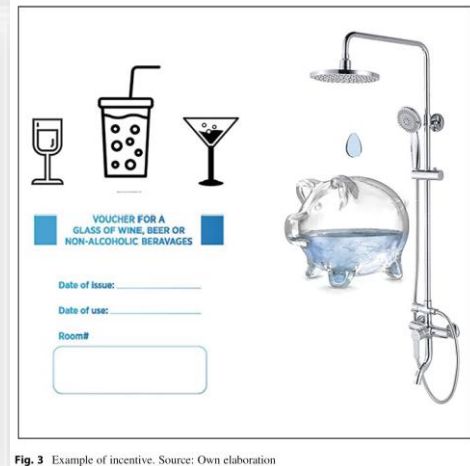 VOUCHER FOR A
GLASS OF WINE, BEER OR
NON-ALCOHOLIC BERAVAGES
Date of issue:
Date of use:
Room#
Fig. 3 Example of incentive. Source: Own elaboration